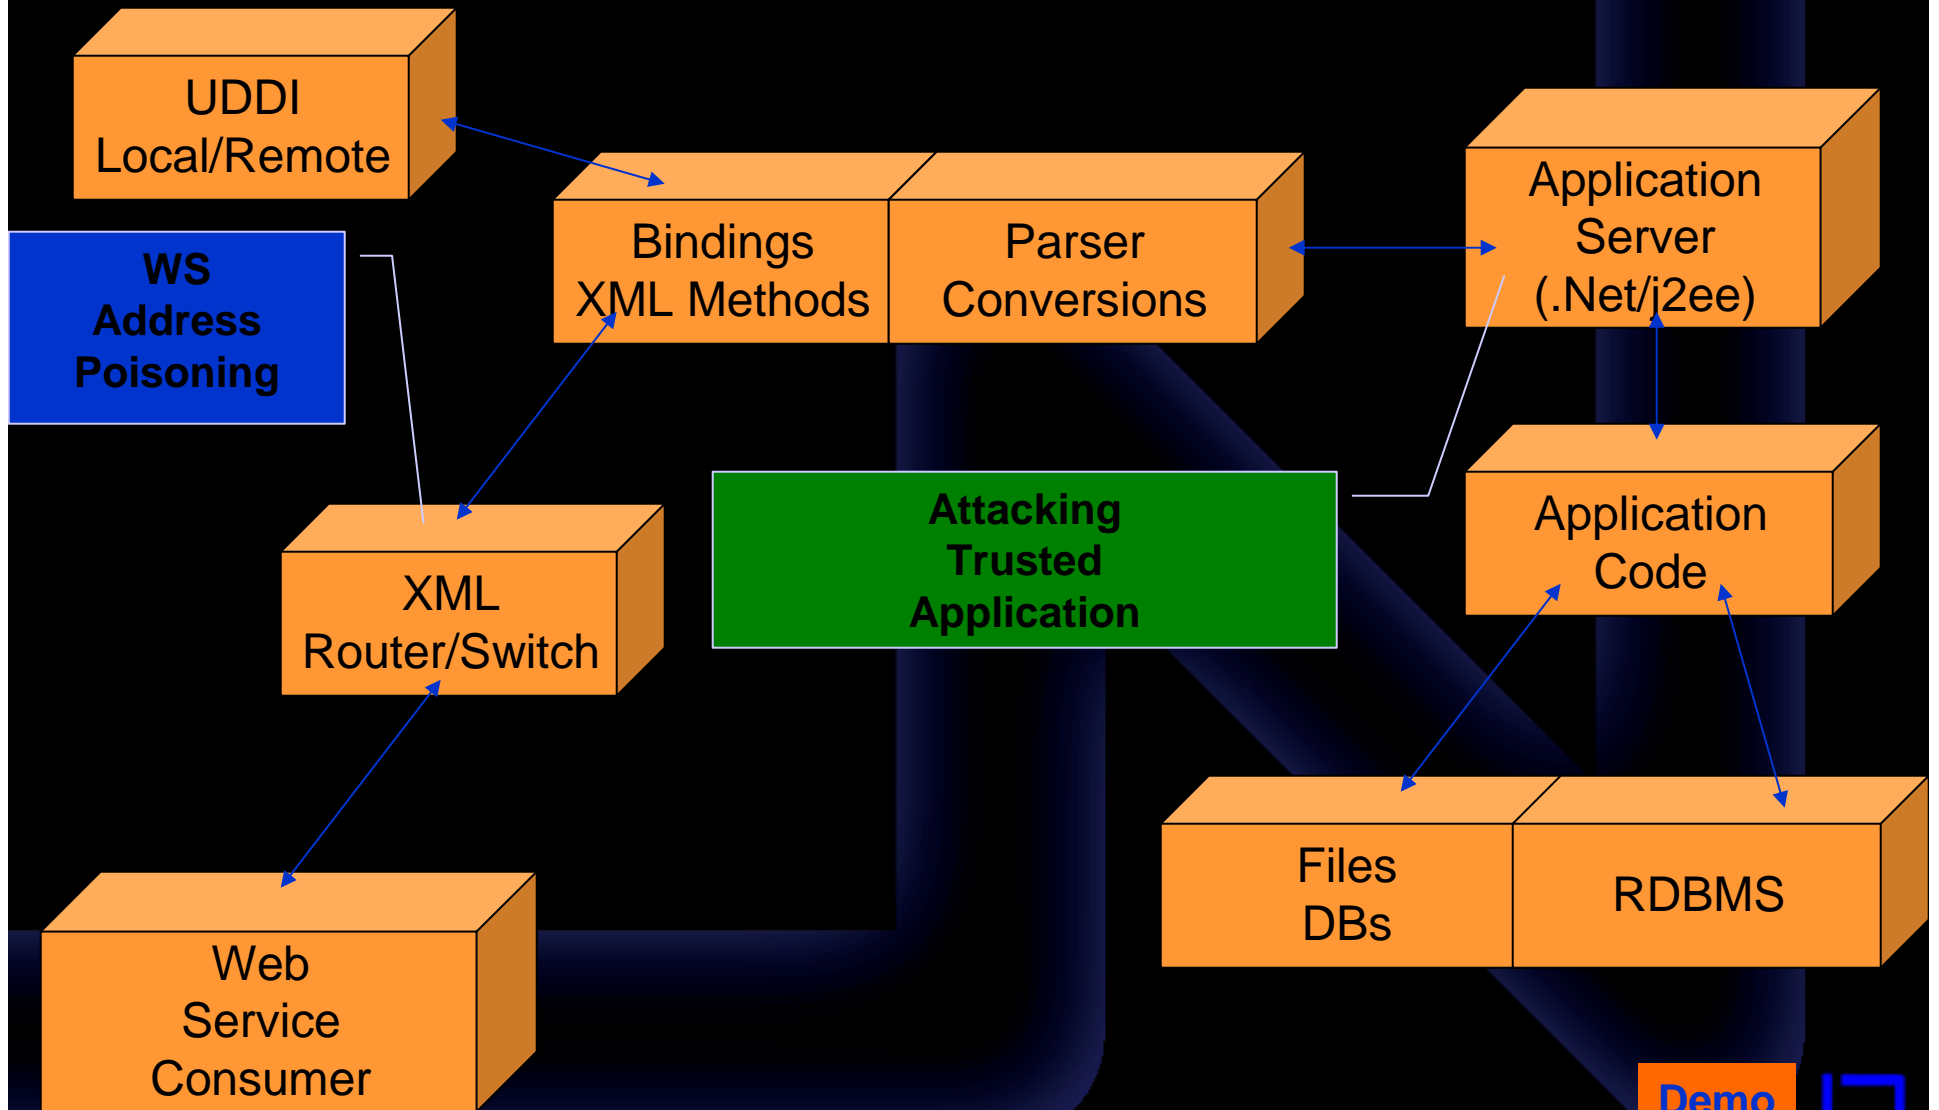 UDDI
Local/Remote
Bindings
XML Methods
Parser
Conversions
Application
Server
(.Net/j2ee)
WS
Address
Poisoning
Attacking
Trusted
Application
Application
Code
XML
Router/Switch
Files
DBs
RDBMS
Web
Service
Consumer
Demo